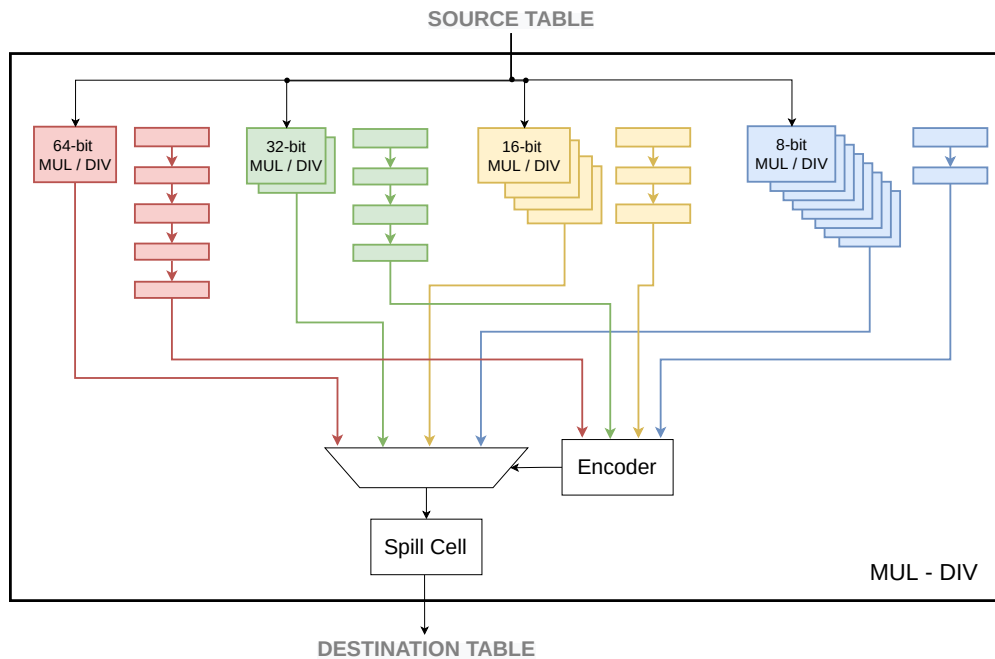 SOURCE TABLE
64-bit
MUL / DIV
32-bit
MUL / DIV
16-bit
MUL / DIV
8-bit
MUL / DIV
Encoder
Spill Cell
MUL - DIV
DESTINATION TABLE